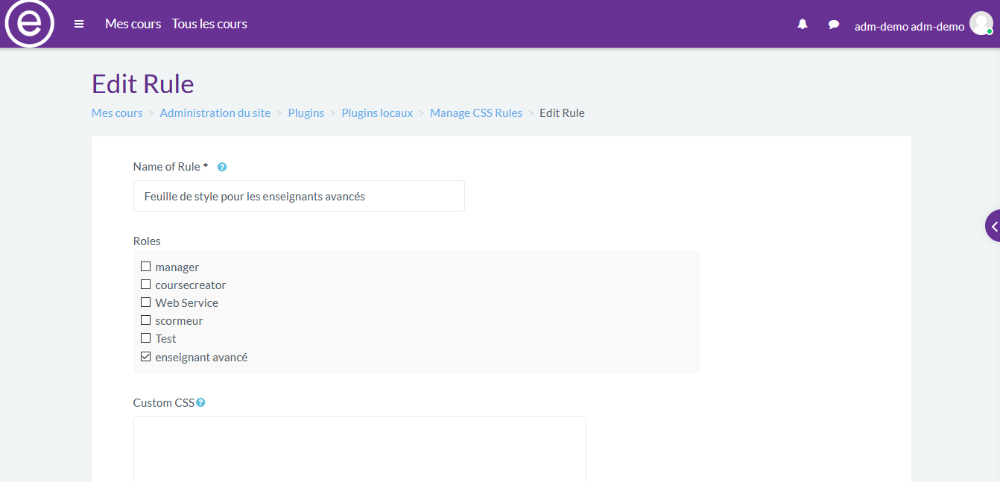 e Mes cours Tous les cours adm-demo adm-demo
Edit Rule
Mes cours > Administration du site > Plugins > Plugins locaux > Manage CSS Rules > Edit Rule
Name of Rule * ?
Feuille de style pour les enseignants avancés
Roles
manager
coursecreator
Web Service
scormeur
Test
enseignant avancé
Custom CSS ?